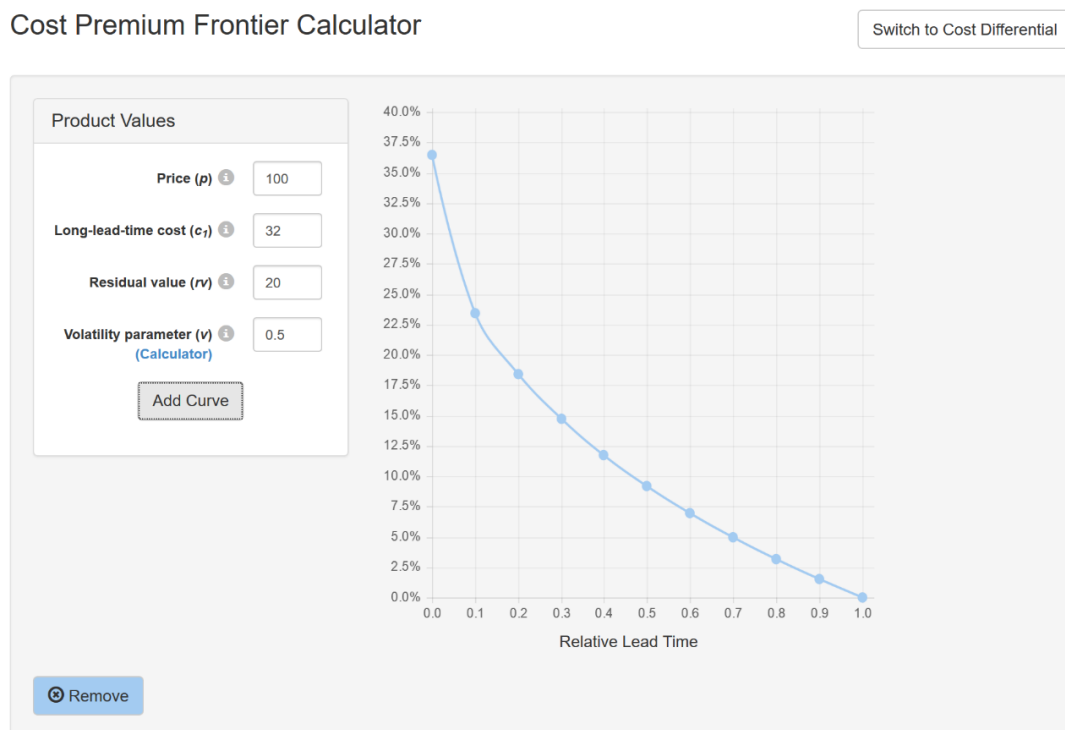 Cost Premium Frontier Calculator
Switch to Cost Differential
Product Values
Price (p) i 100
Long-lead-time cost (c₁) i 32
Residual value (rv) i 20
Volatility parameter (v) i 0.5
(Calculator)
Add Curve
40.0%
37.5%
35.0%
32.5%
30.0%
27.5%
25.0%
22.5%
20.0%
17.5%
15.0%
12.5%
10.0%
7.5%
5.0%
2.5%
0.0%
0.0 0.1 0.2 0.3 0.4 0.5 0.6 0.7 0.8 0.9 1.0
Relative Lead Time
Remove